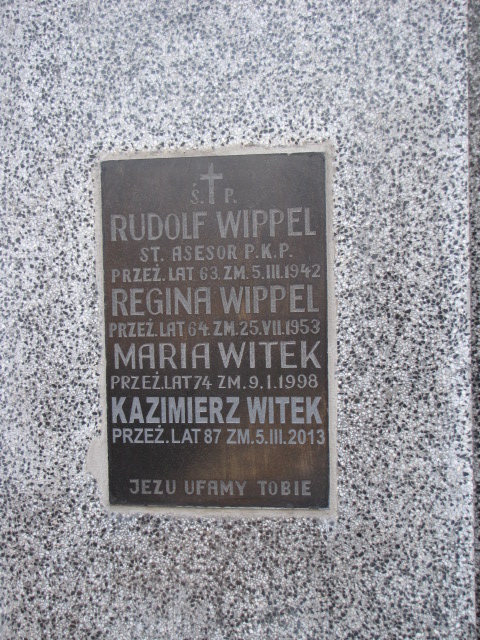 Ś. P.
RUDOLF WIPPEL
ST. ASESOR P.K.P.
PRZEŻ. LAT 63. ZM. 5.III.1942
REGINA WIPPEL
PRZEŻ. LAT 64. ZM. 25.VII.1953
MARIA WITEK
PRZEŻ. LAT 74 ZM. 9.I.1998
KAZIMIERZ WITEK
PRZEŻ. LAT 87 ZM. 5.III.2013
JEZU UFAMY TOBIE